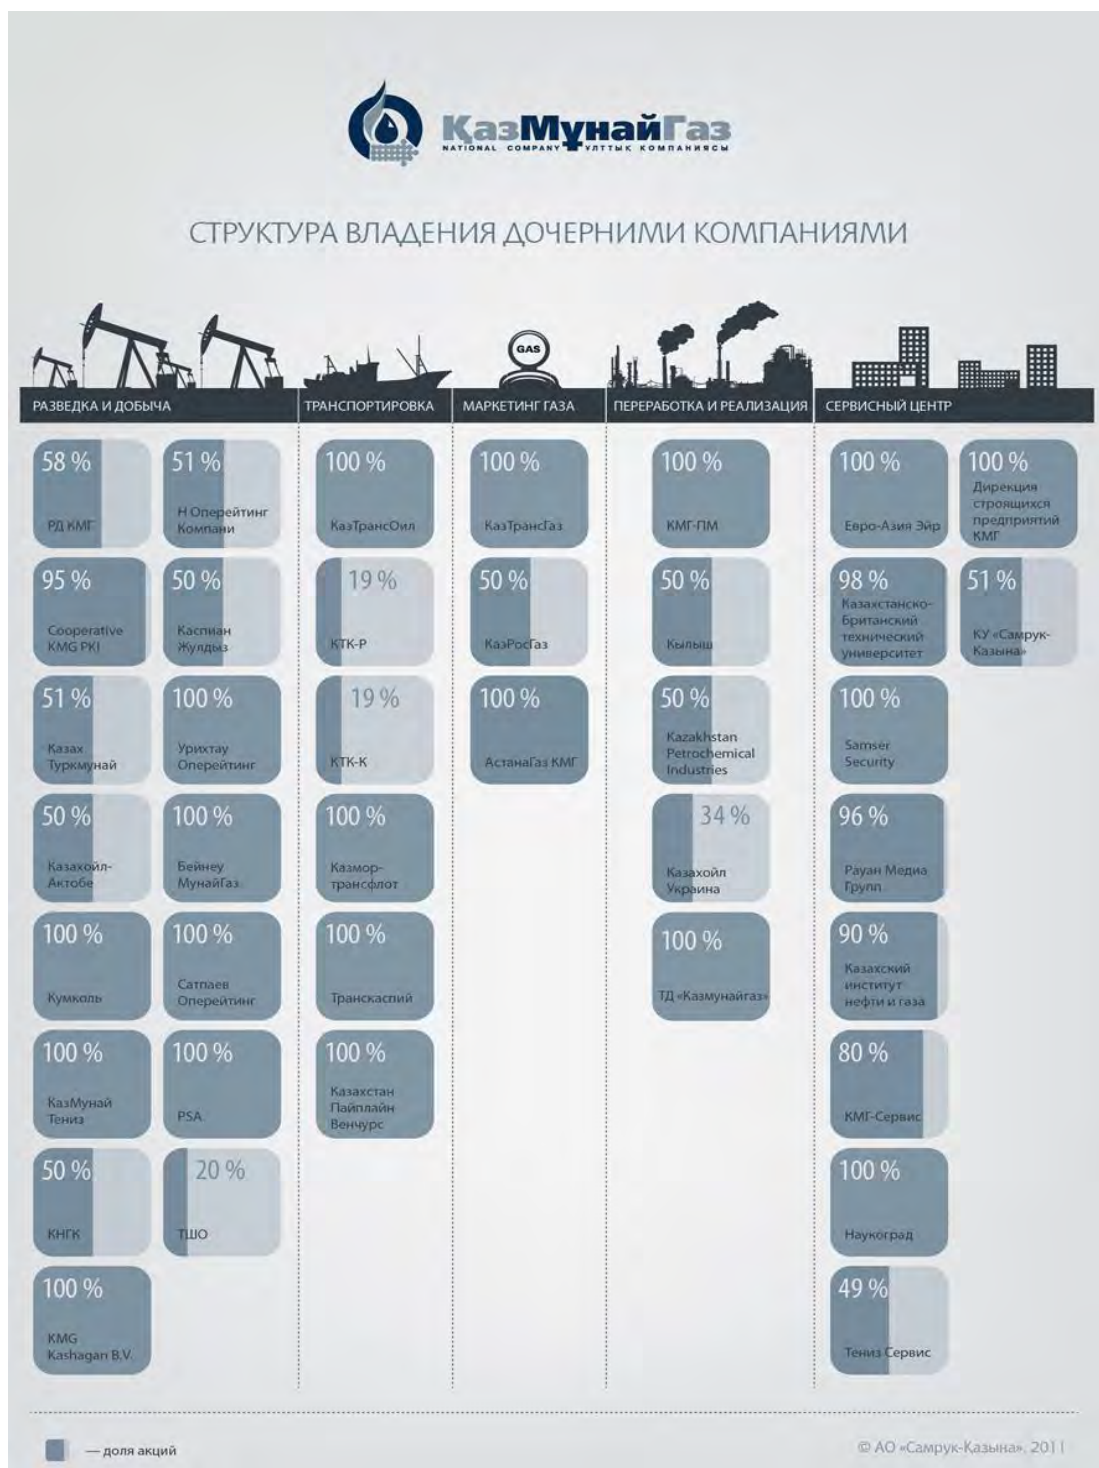 ҚазМұнайГаз
NATIONAL COMPANY ҰЛТТЫҚ КОМПАНИЯСЫ
СТРУКТУРА ВЛАДЕНИЯ ДОЧЕРНИМИ КОМПАНИЯМИ
GAS
РАЗВЕДКА И ДОБЫЧА
58 %
РД КМГ
51 %
Н Оперейтинг
Компани
95 %
Cooperative
KMG PKI
50 %
Каспиан
Жулдыз
51 %
Казах
Туркмунай
100 %
Урихтау
Оперейтинг
50 %
Казахойл-
Актобе
100 %
Бейнеу
МунайГаз
100 %
Кумколь
100 %
Сатпаев
Оперейтинг
100 %
КазМунай
Тениз
100 %
PSA
50 %
КНГК
20 %
ТШО
100 %
KMG
Kashagan B.V.
ТРАНСПОРТИРОВКА
100 %
КазТрансОил
19 %
КТК-Р
19 %
КТК-К
100 %
Казмор-
трансфлот
100 %
Транскаспий
100 %
Казахстан
Пайплайн
Венчурс
МАРКЕТИНГ ГАЗА
100 %
КазТрансГаз
50 %
КазРосГаз
100 %
АстанаГаз КМГ
ПЕРЕРАБОТКА И РЕАЛИЗАЦИЯ
100 %
КМГ-ПМ
50 %
Кылыш
50 %
Kazakhstan
Petrochemical
Industries
34 %
Казахойл
Украина
100 %
ТД «Казмунайгаз»
СЕРВИСНЫЙ ЦЕНТР
100 %
Евро-Азия Эйр
100 %
Дирекция
строящихся
предприятий
КМГ
98 %
Казахстанско-
Британский
технический
университет
51 %
КУ «Самрук-
Казына»
100 %
Samser
Security
96 %
Рауан Медиа
Групп
90 %
Казахский
институт
нефти и газа
80 %
КМГ-Сервис
100 %
Наукоград
49 %
Тениз Сервис
— доля акций
© АО «Самрук-Қазына», 2011